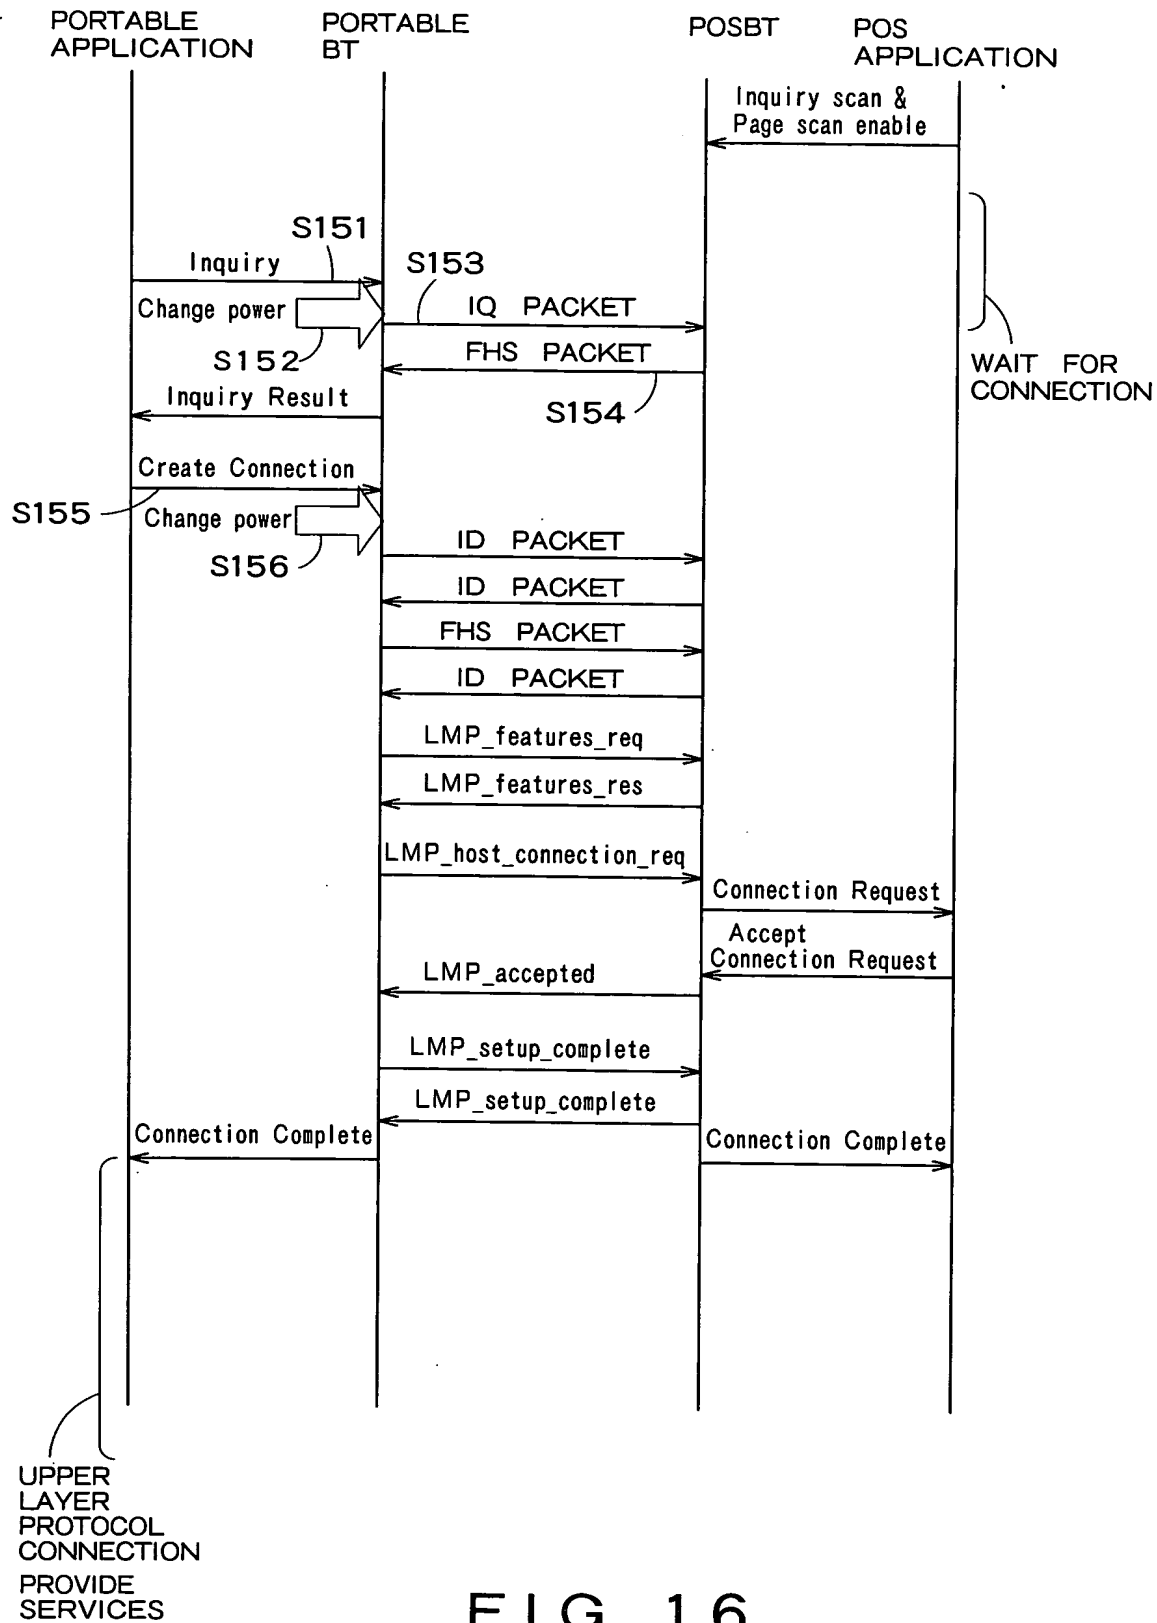 PORTABLE
APPLICATION
PORTABLE
BT
POSBT
POS
APPLICATION
Inquiry scan &
Page scan enable
S151
Inquiry
S153
Change power
IQ PACKET
S152
FHS PACKET
WAIT FOR
CONNECTION
Inquiry Result
S154
Create Connection
S155
Change power
S156
ID PACKET
ID PACKET
FHS PACKET
ID PACKET
LMP_features_req
LMP_features_res
LMP_host_connection_req
Connection Request
Accept
Connection Request
LMP_accepted
LMP_setup_complete
LMP_setup_complete
Connection Complete
Connection Complete
UPPER
LAYER
PROTOCOL
CONNECTION
PROVIDE
SERVICES
FIG. 16